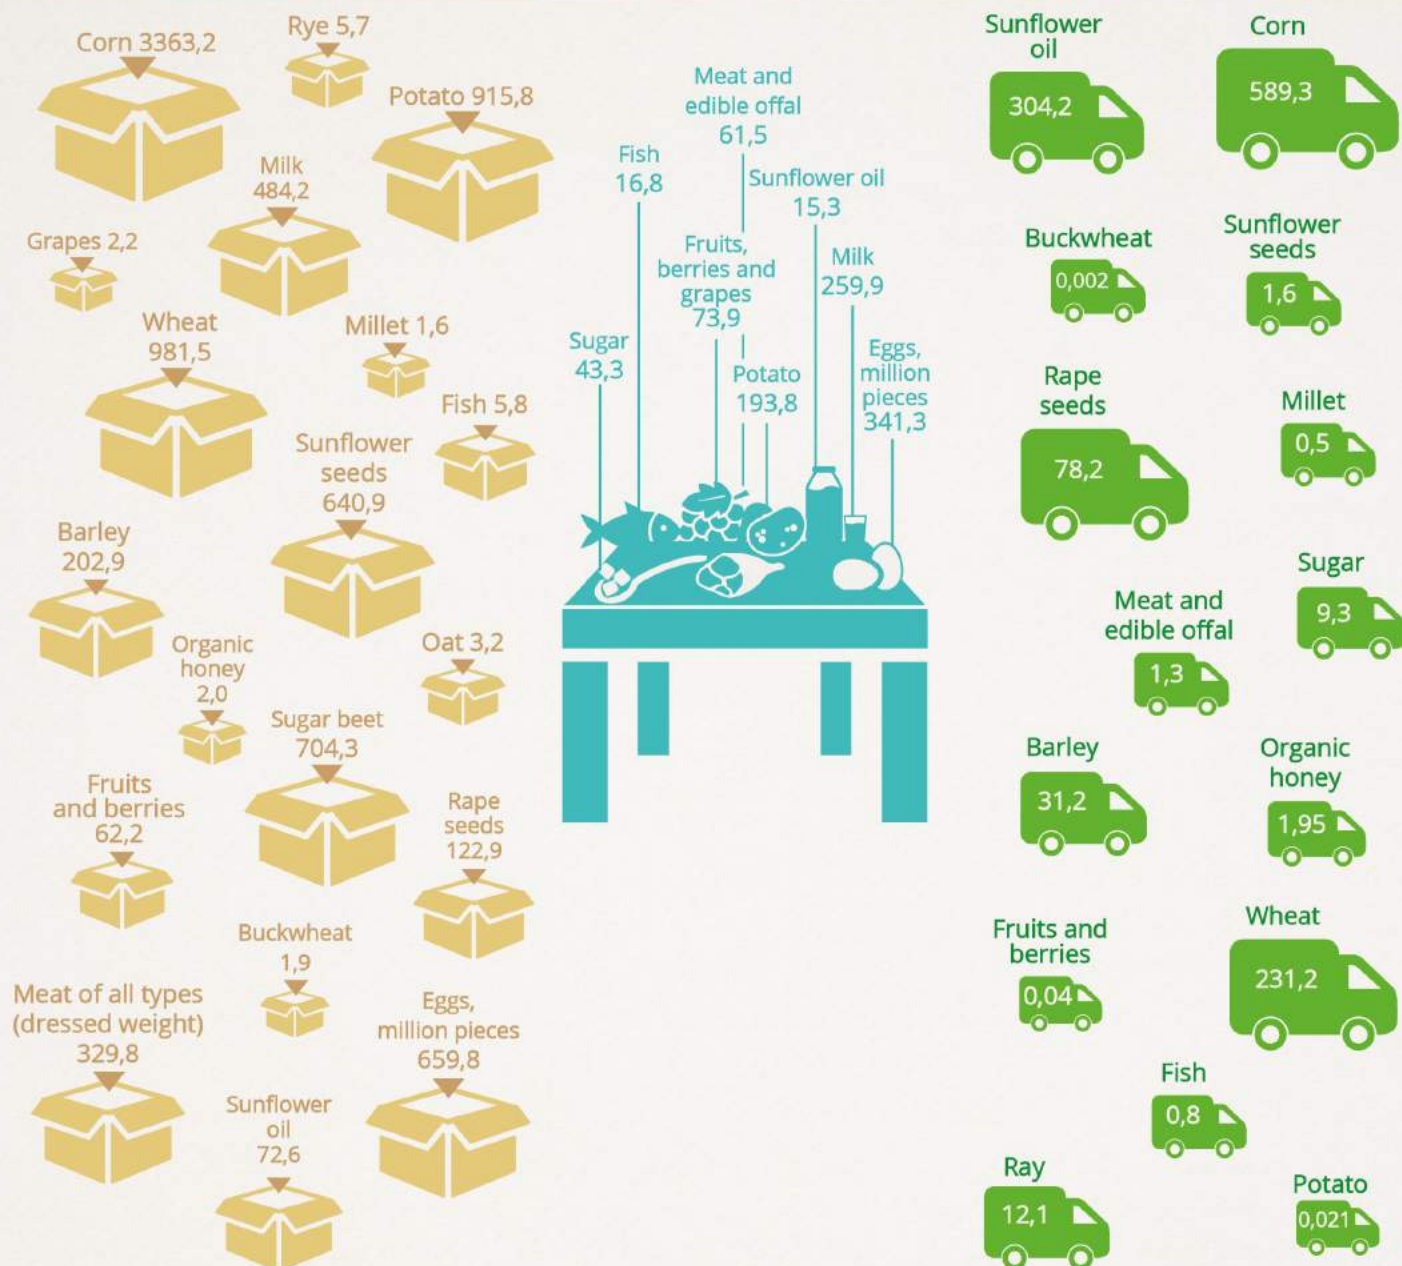 Corn 3363,2
Rye 5,7
Potato 915,8
Milk
484,2
Grapes 2,2
Wheat
981,5
Millet 1,6
Fish 5,8
Sunflower
seeds
640,9
Barley
202,9
Organic
honey
2,0
Oat 3,2
Sugar beet
704,3
Fruits
and berries
62,2
Rape
seeds
122,9
Buckwheat
1,9
Meat of all types
(dressed weight)
329,8
Eggs,
million pieces
659,8
Sunflower
oil
72,6
Meat and
edible offal
61,5
Fish
16,8
Sunflower oil
15,3
Fruits,
berries and
grapes
73,9
Milk
259,9
Sugar
43,3
Potato
193,8
Eggs,
million
pieces
341,3
Sunflower
oil
304,2
Corn
589,3
Buckwheat
0,002
Sunflower
seeds
1,6
Rape
seeds
78,2
Millet
0,5
Sugar
9,3
Meat and
edible offal
1,3
Barley
31,2
Organic
honey
1,95
Fruits and
berries
0,04
Wheat
231,2
Fish
0,8
Ray
12,1
Potato
0,021